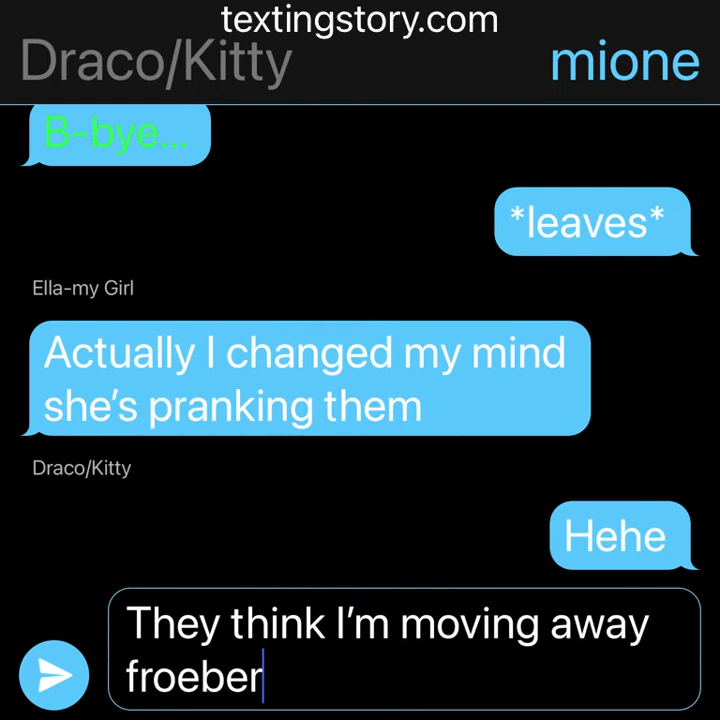 textingstory.com
Draco/Kitty
mione
B-bye...
*leaves*
Ella-my Girl
Actually I changed my mind
she's pranking them
Draco/Kitty
Hehe
They think I'm moving away
froeber